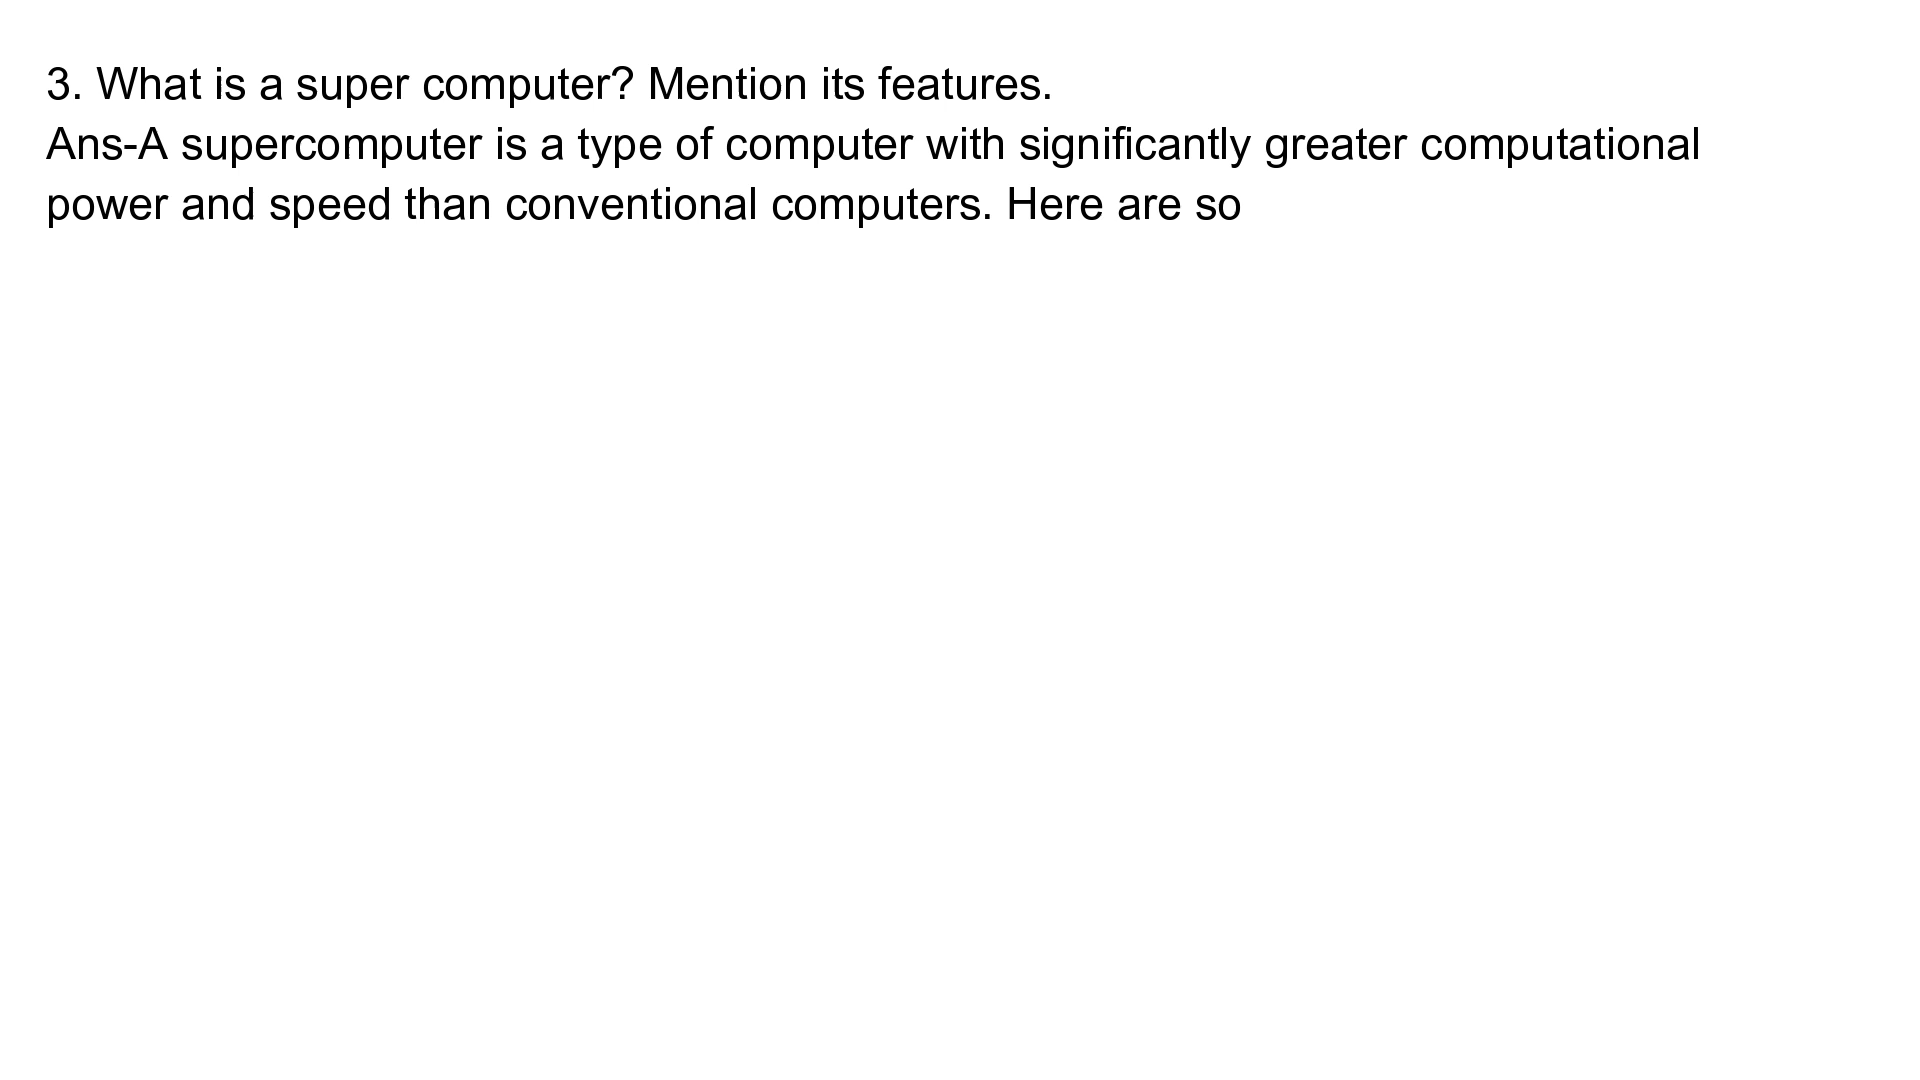 3. What is a super computer? Mention its features.
Ans-A supercomputer is a type of computer with significantly greater computational
power and speed than conventional computers. Here are so